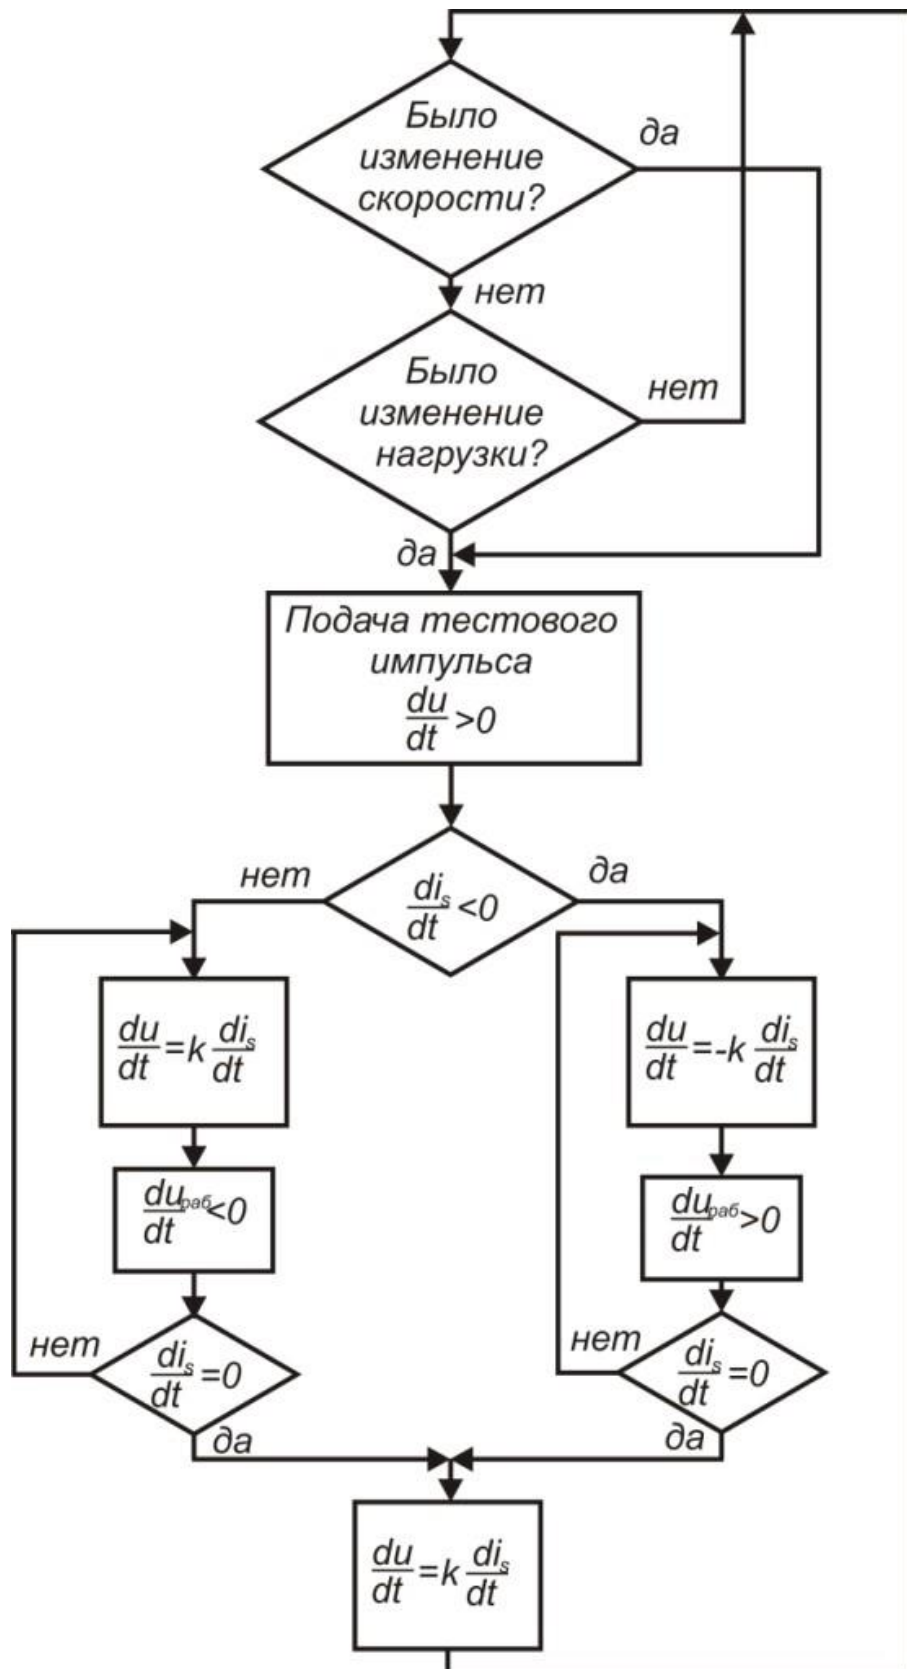 Было
изменение
скорости?
да
нет
Было
изменение
нагрузки?
нет
да
Подача тестового
импульса
du/dt >0
нет
да
di_s/dt <0
du/dt =k di_s/dt
du/dt =-k di_s/dt
du_раб/dt <0
du_раб/dt >0
нет
di_s/dt =0
да
нет
di_s/dt =0
да
du/dt =k di_s/dt